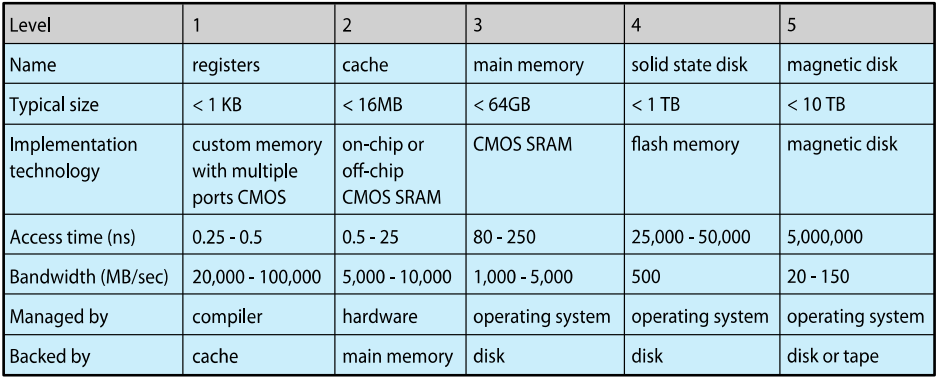 Level 1 2 3 4 5
Name registers cache main memory solid state disk magnetic disk
Typical size < 1 KB < 16MB < 64GB < 1 TB < 10 TB
Implementation custom memory on-chip or CMOS SRAM flash memory magnetic disk
technology with multiple off-chip
ports CMOS CMOS SRAM
Access time (ns) 0.25 - 0.5 0.5 - 25 80 - 250 25,000 - 50,000 5,000,000
Bandwidth (MB/sec) 20,000 - 100,000 5,000 - 10,000 1,000 - 5,000 500 20 - 150
Managed by compiler hardware operating system operating system operating system
Backed by cache main memory disk disk disk or tape